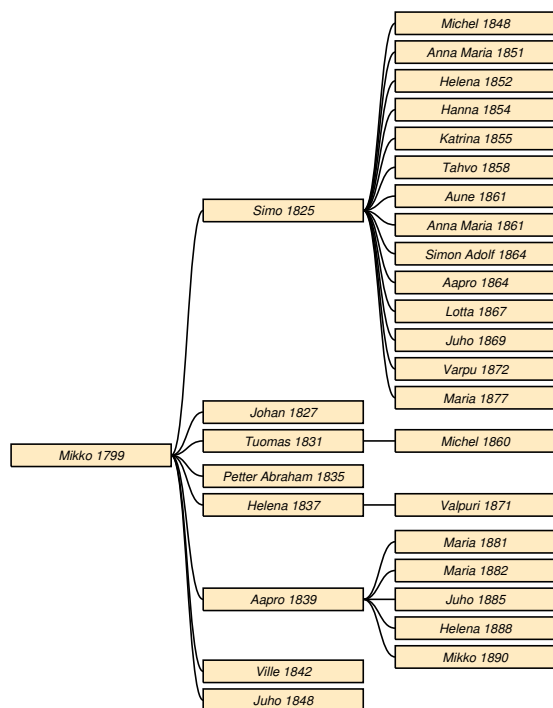 Michel 1848
Anna Maria 1851
Helena 1852
Hanna 1854
Katrina 1855
Tahvo 1858
Simo 1825
Aune 1861
Anna Maria 1861
Simon Adolf 1864
Aapro 1864
Lotta 1867
Juho 1869
Varpu 1872
Maria 1877
Johan 1827
Mikko 1799
Tuomas 1831
Michel 1860
Petter Abraham 1835
Helena 1837
Valpuri 1871
Maria 1881
Maria 1882
Aapro 1839
Juho 1885
Helena 1888
Mikko 1890
Ville 1842
Juho 1848